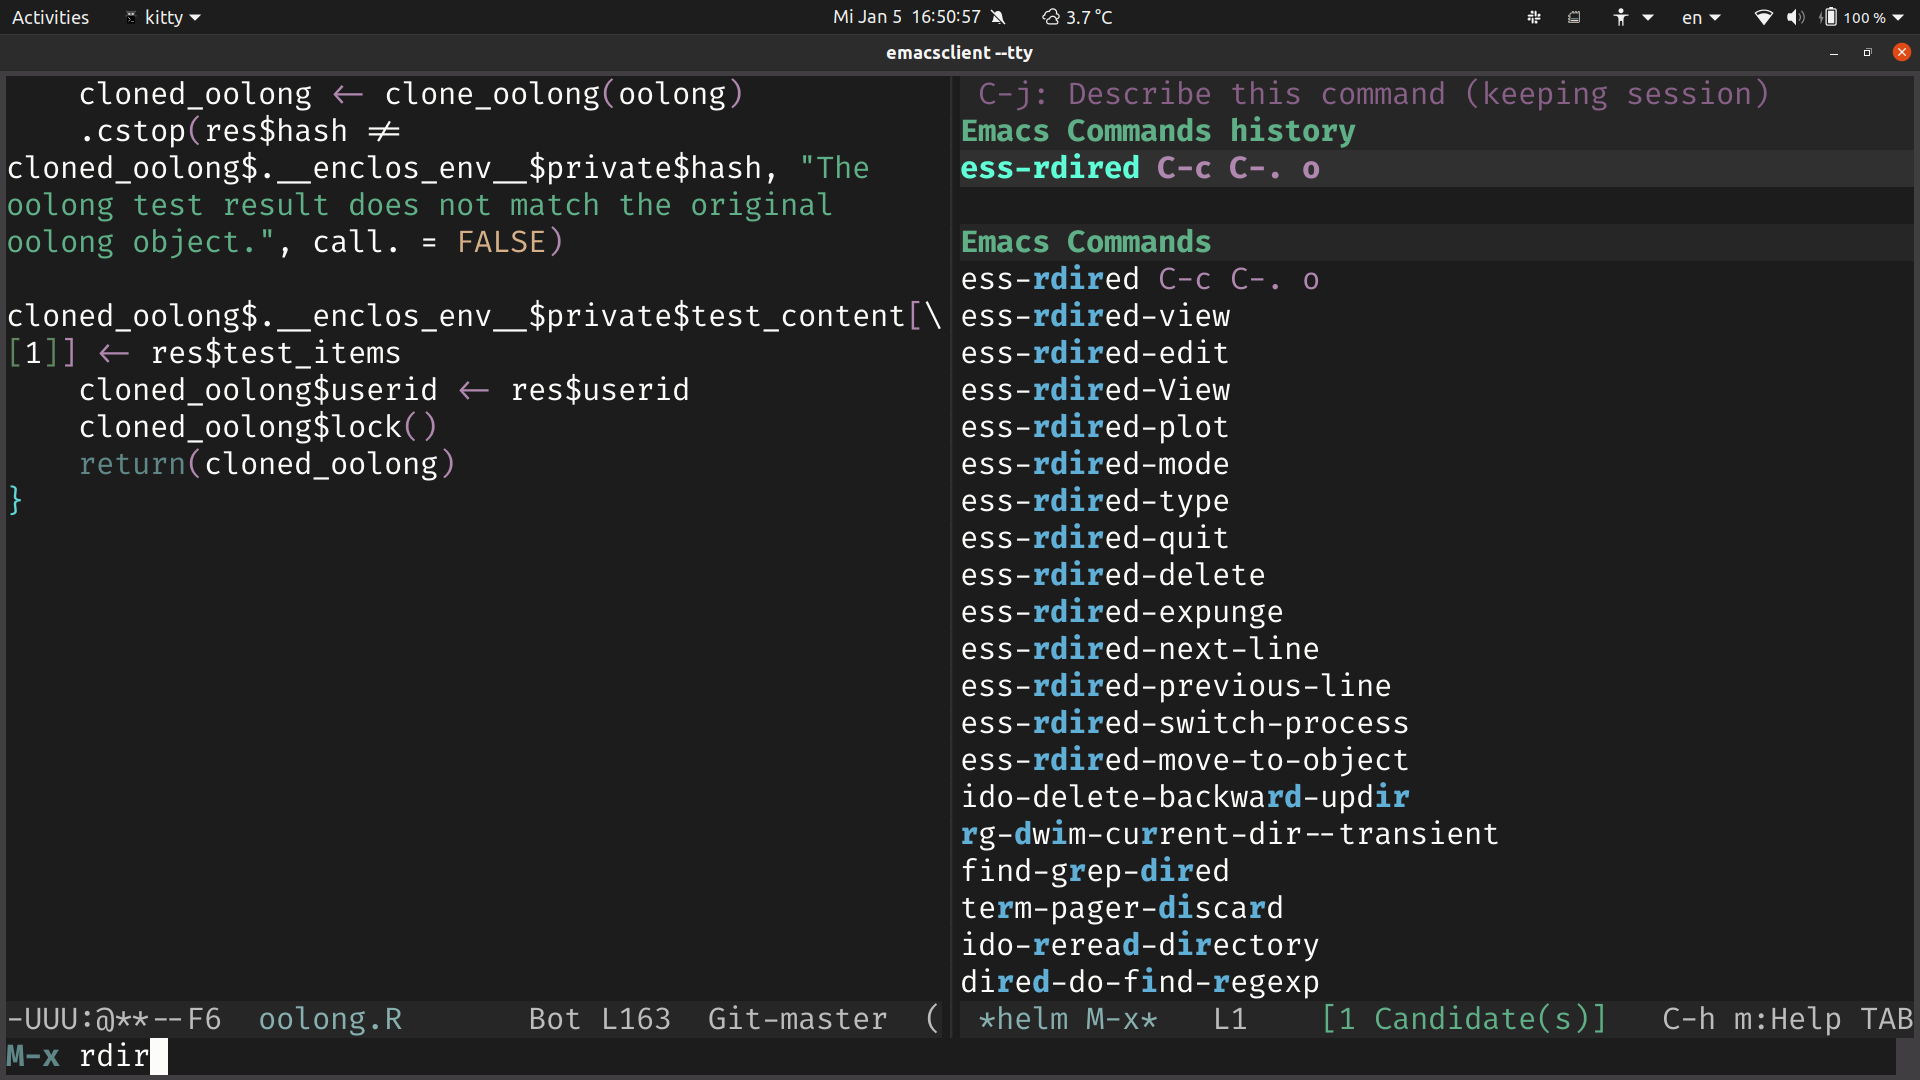 Activities kitty Mi Jan 5 16:50:57 3.7 °C en 100 %
emacsclient --tty
cloned_oolong ← clone_oolong(oolong)
.cstop(res$hash ≠
cloned_oolong$.__enclos_env__$private$hash, "The
oolong test result does not match the original
oolong object.", call. = FALSE)
cloned_oolong$.__enclos_env__$private$test_content[\
[1]] ← res$test_items
cloned_oolong$userid ← res$userid
cloned_oolong$lock()
return(cloned_oolong)
}
-UUU:@**--F6 oolong.R Bot L163 Git-master (
C-j: Describe this command (keeping session)
Emacs Commands history
ess-rdired C-c C-. o
Emacs Commands
ess-rdired C-c C-. o
ess-rdired-view
ess-rdired-edit
ess-rdired-View
ess-rdired-plot
ess-rdired-mode
ess-rdired-type
ess-rdired-quit
ess-rdired-delete
ess-rdired-expunge
ess-rdired-next-line
ess-rdired-previous-line
ess-rdired-switch-process
ess-rdired-move-to-object
ido-delete-backward-updir
rg-dwim-current-dir--transient
find-grep-dired
term-pager-discard
ido-reread-directory
dired-do-find-regexp
*helm M-x* L1 [1 Candidate(s)] C-h m:Help TAB
M-x rdir